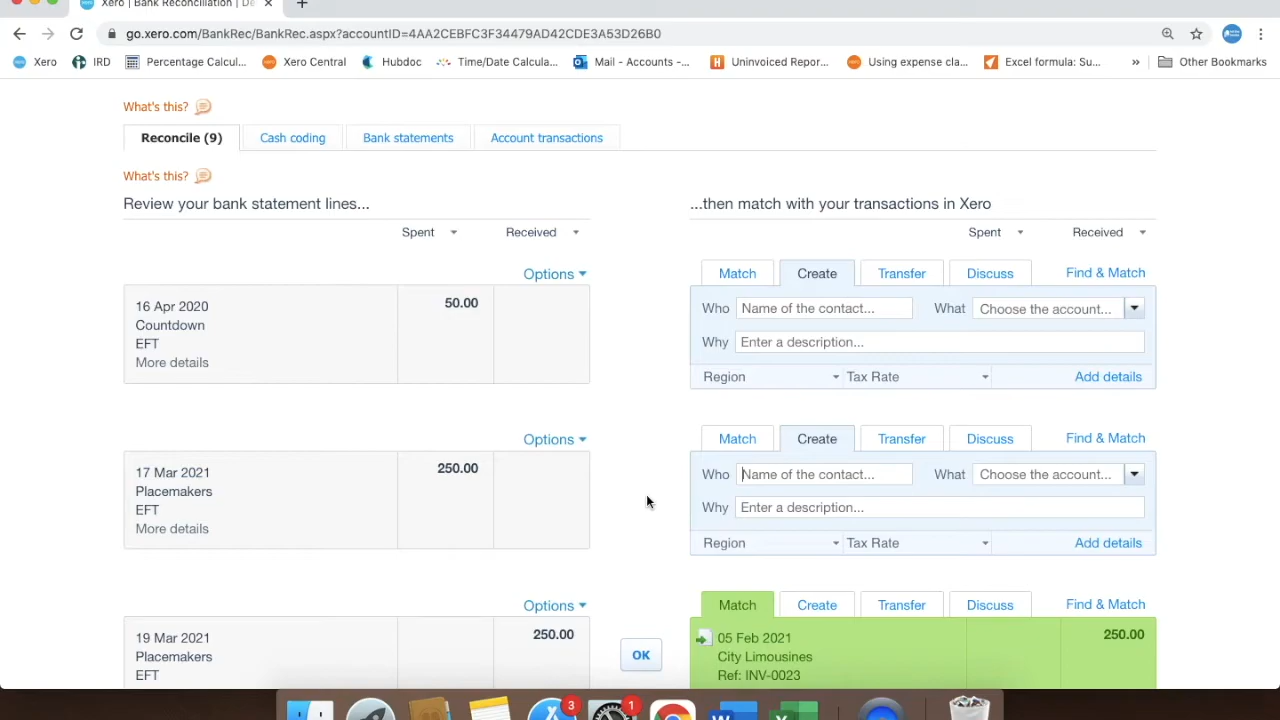 Xero | Bank Reconciliation | De
go.xero.com/BankRec/BankRec.aspx?accountID=4AA2CEBFC3F34479AD42CDE3A53D26B0
Xero IRD Percentage Calcul... Xero Central Hubdoc Time/Date Calcula... Mail - Accounts -... Uninvoiced Repor... Using expense cla... Excel formula: Su... » Other Bookmarks
What's this?
Reconcile (9) Cash coding Bank statements Account transactions
What's this?
Review your bank statement lines... ...then match with your transactions in Xero
Spent Received Spent Received
Options Match Create Transfer Discuss Find & Match
16 Apr 2020 50.00 Who Name of the contact... What Choose the account...
Countdown
EFT Why Enter a description...
More details
Region Tax Rate Add details
Options Match Create Transfer Discuss Find & Match
17 Mar 2021 250.00 Who Name of the contact... What Choose the account...
Placemakers
EFT Why Enter a description...
More details
Region Tax Rate Add details
Options Match Create Transfer Discuss Find & Match
19 Mar 2021 250.00 05 Feb 2021 250.00
Placemakers OK City Limousines
EFT Ref: INV-0023
3 1